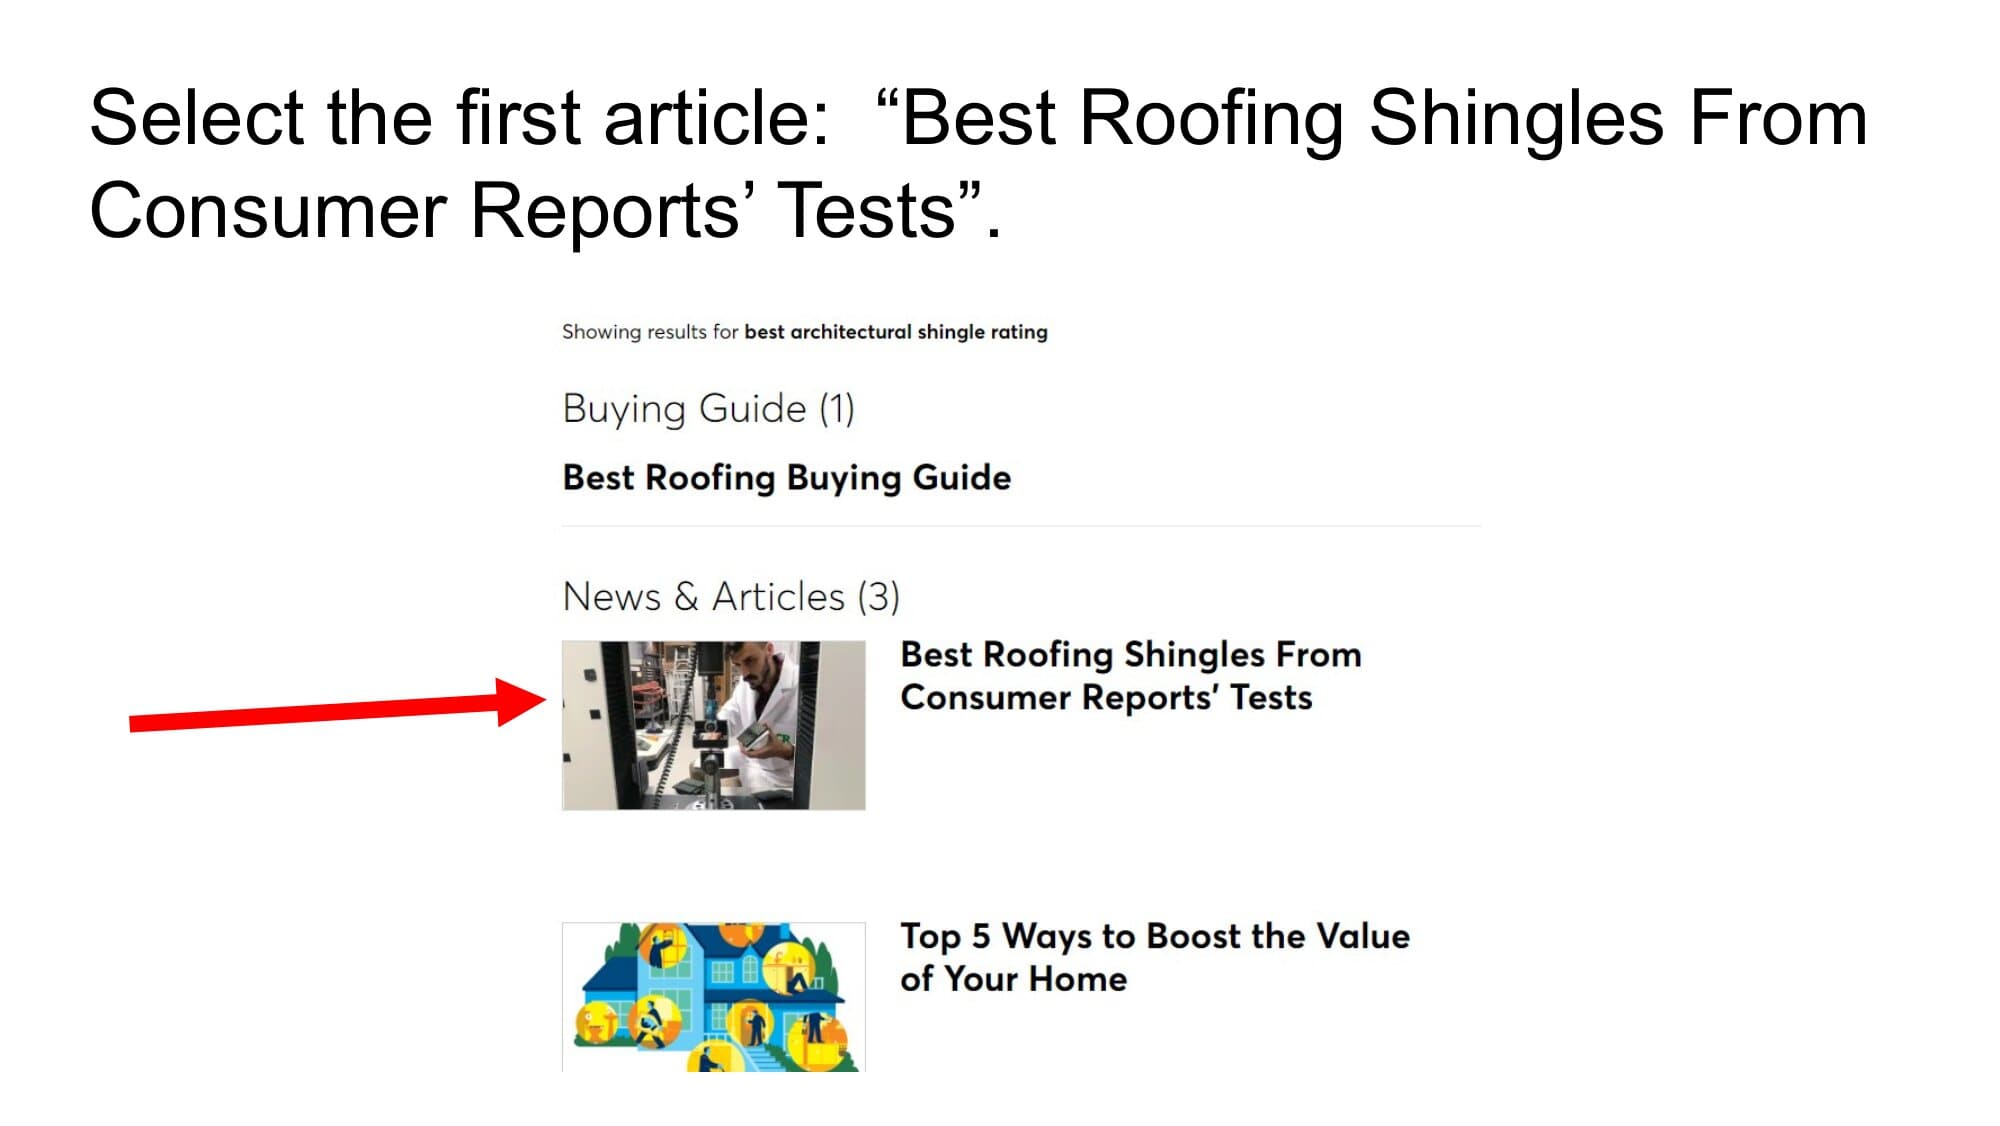 Select the first article:  “Best Roofing Shingles From
Consumer Reports’ Tests”.
Showing results for best architectural shingle rating
Buying Guide (1)
Best Roofing Buying Guide
News & Articles (3)
Best Roofing Shingles From
Consumer Reports’ Tests
CR
Top 5 Ways to Boost the Value
of Your Home